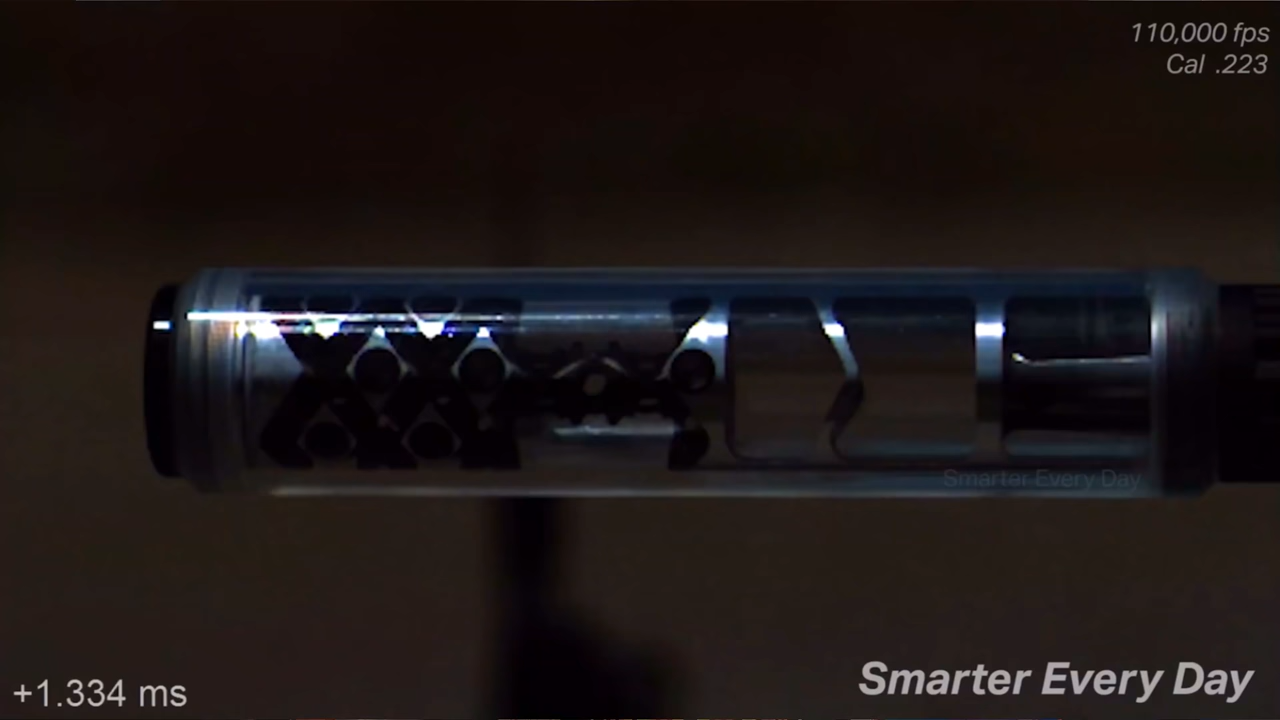 110,000 fps
Cal .223
Smarter Every Day
+1.334 ms
Smarter Every Day